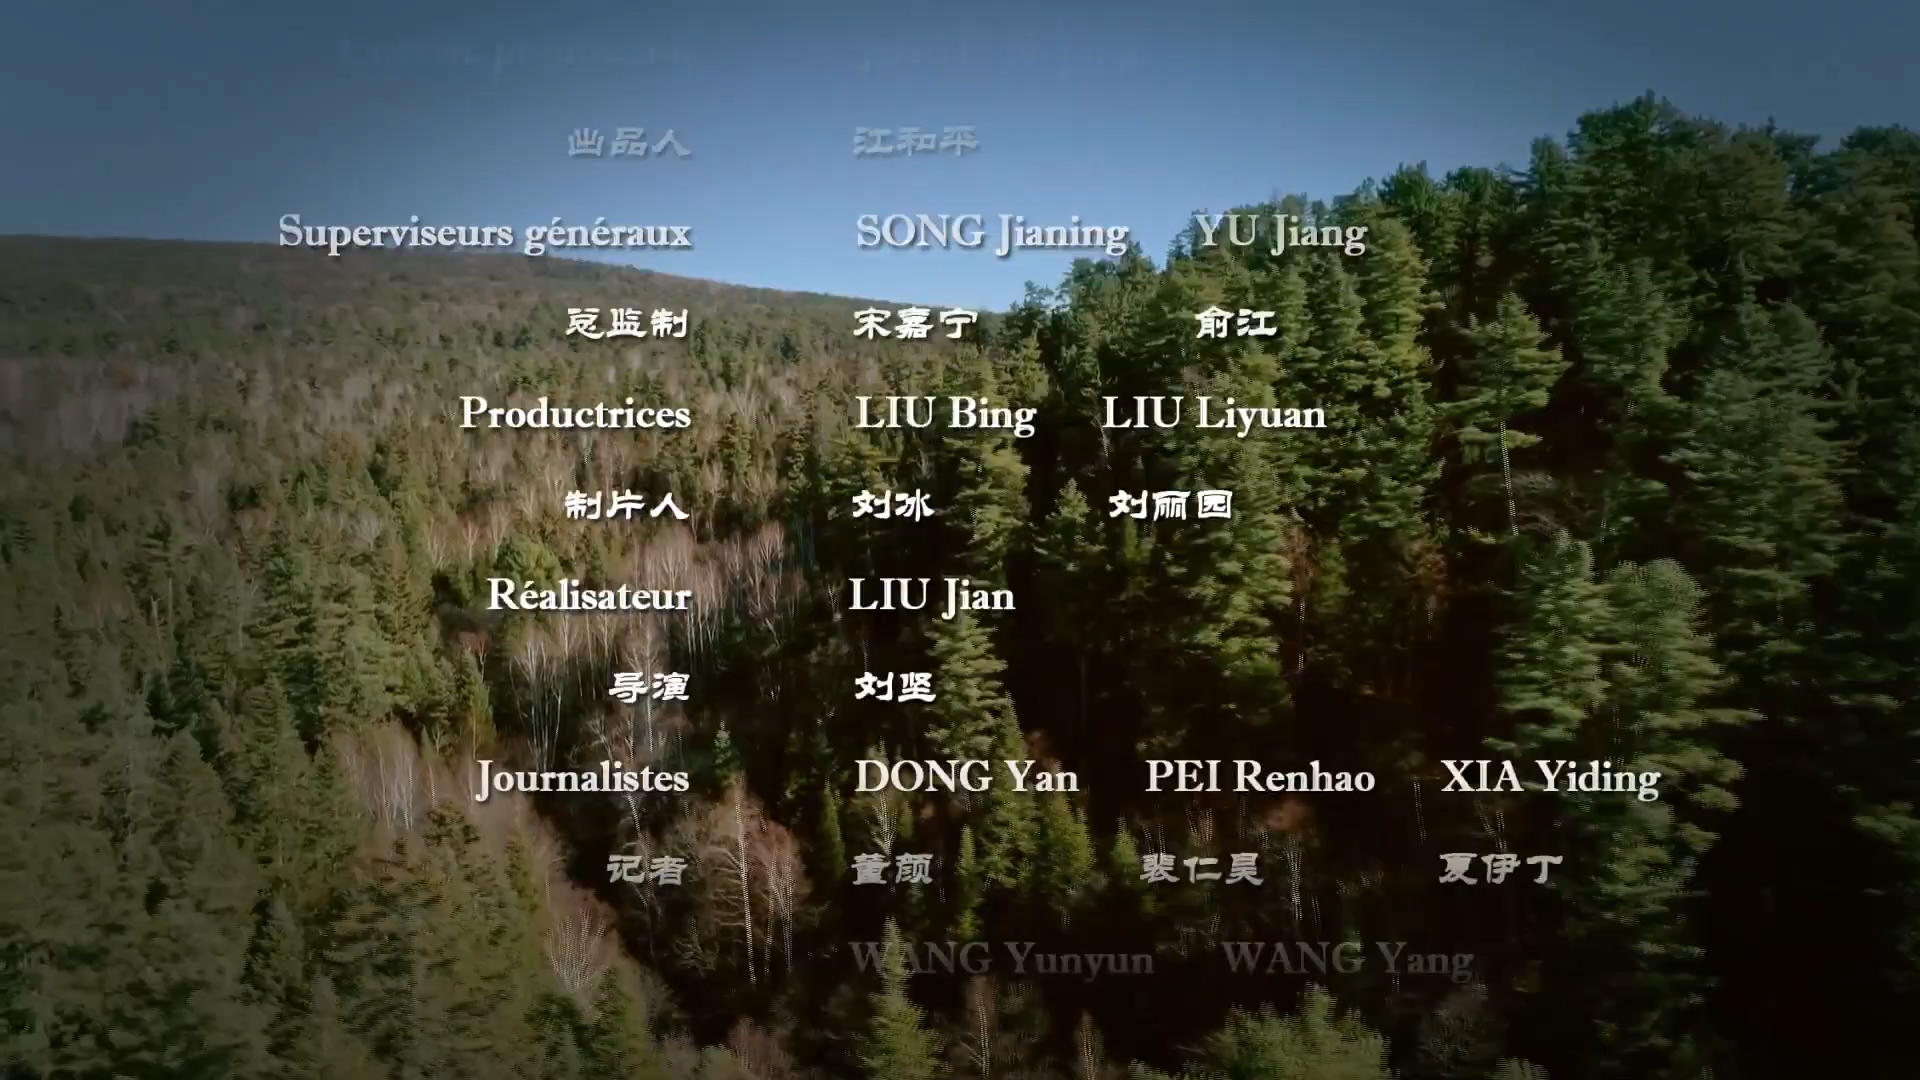 出品人 江和平
Superviseurs généraux SONG Jianing YU Jiang
总监制 宋嘉宁 俞江
Productrices LIU Bing LIU Liyuan
制片人 刘冰 刘丽园
Réalisateur LIU Jian
导演 刘坚
Journalistes DONG Yan PEI Renhao XIA Yiding
记者 董颜 裴仁昊 夏伊丁
WANG Yunyun WANG Yang